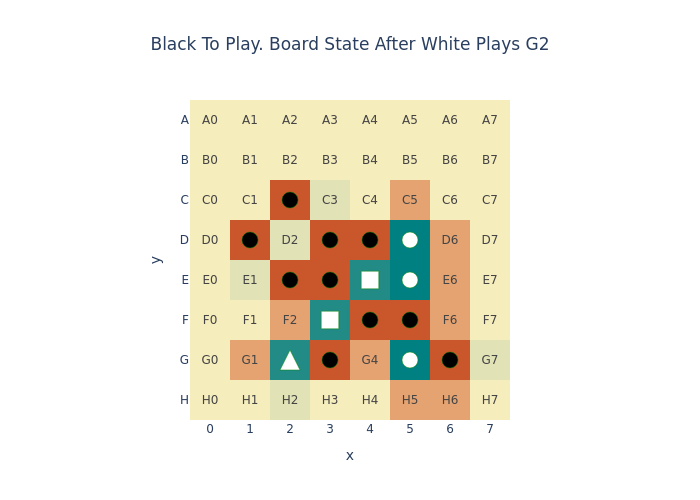 Black To Play. Board State After White Plays G2
A A0 A1 A2 A3 A4 A5 A6 A7
B B0 B1 B2 B3 B4 B5 B6 B7
C C0 C1 C3 C4 C5 C6 C7
D D0 D2 D6 D7
y
E E0 E1 E6 E7
F F0 F1 F2 F6 F7
G G0 G1 G4 G7
H H0 H1 H2 H3 H4 H5 H6 H7
0 1 2 3 4 5 6 7
x